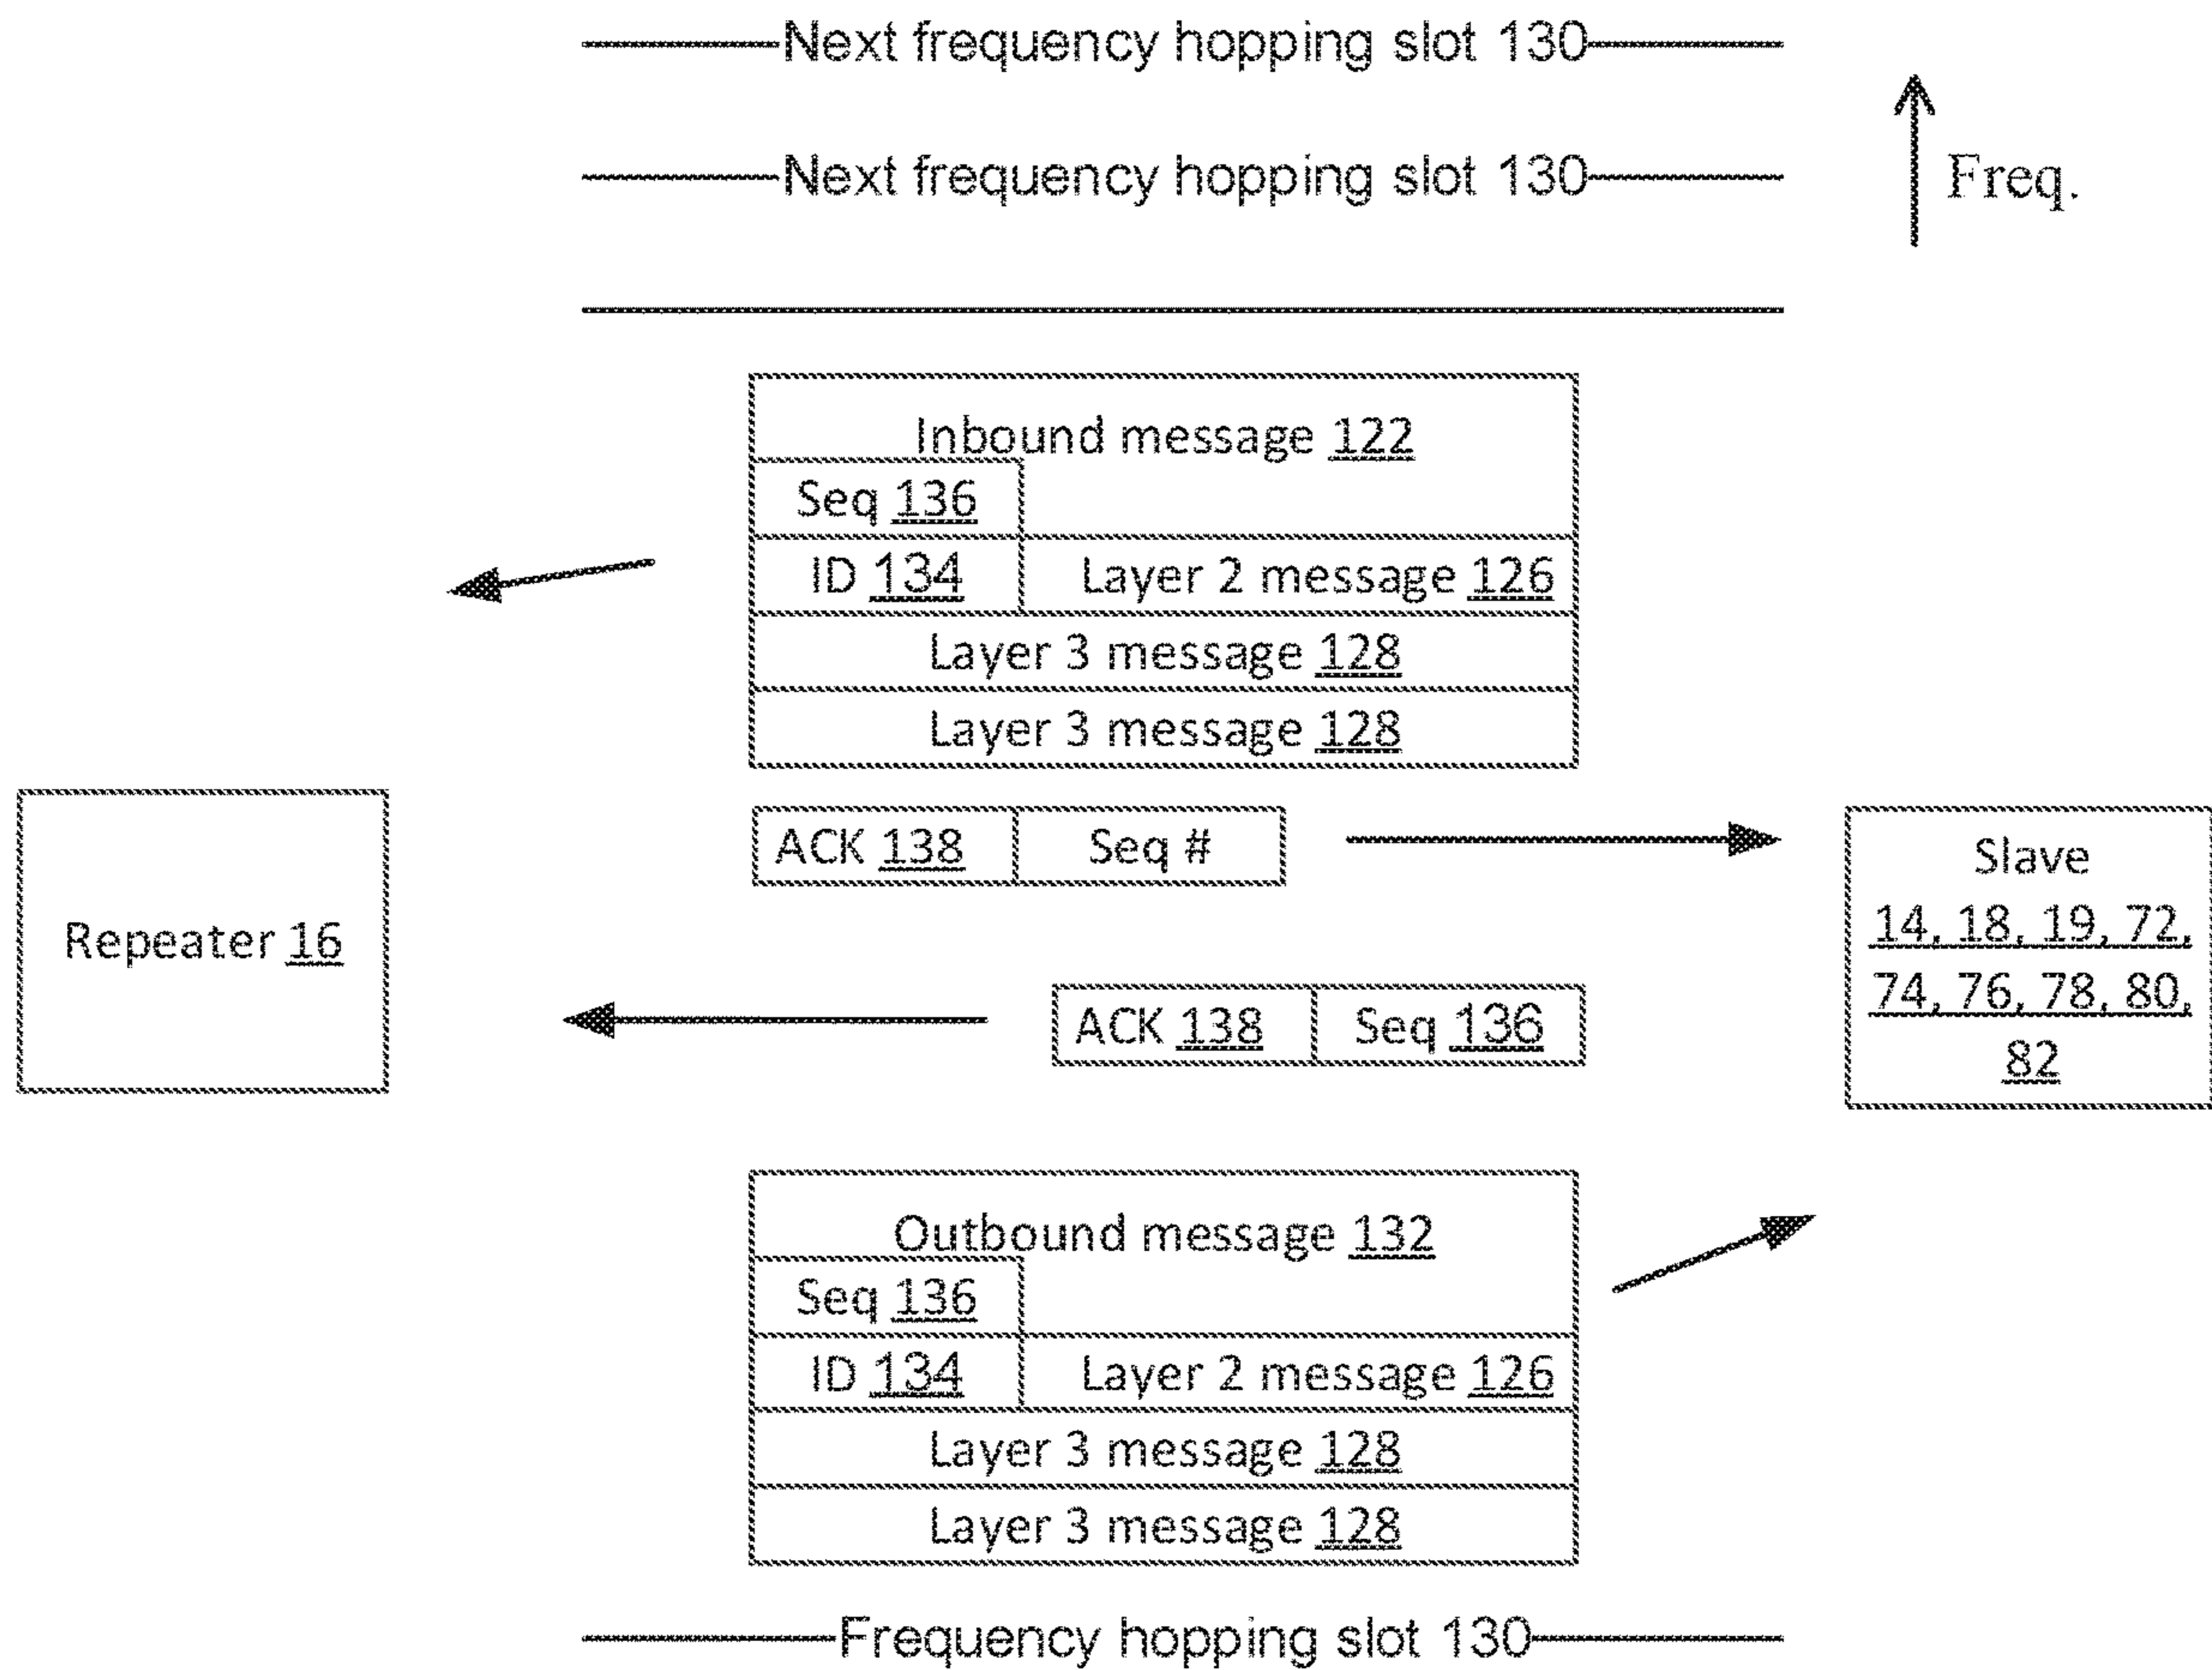 Next frequency hopping slot 130
Next frequency hopping slot 130
Freq.
Inbound message 122
Seq 136
ID 134
Layer 2 message 126
Layer 3 message 128
Layer 3 message 128
ACK 138
Seq #
Repeater 16
Slave
14, 18, 19, 72,
74, 76, 78, 80,
82
ACK 138
Seq 136
Outbound message 132
Seq 136
ID 134
Layer 2 message 126
Layer 3 message 128
Layer 3 message 128
Frequency hopping slot 130